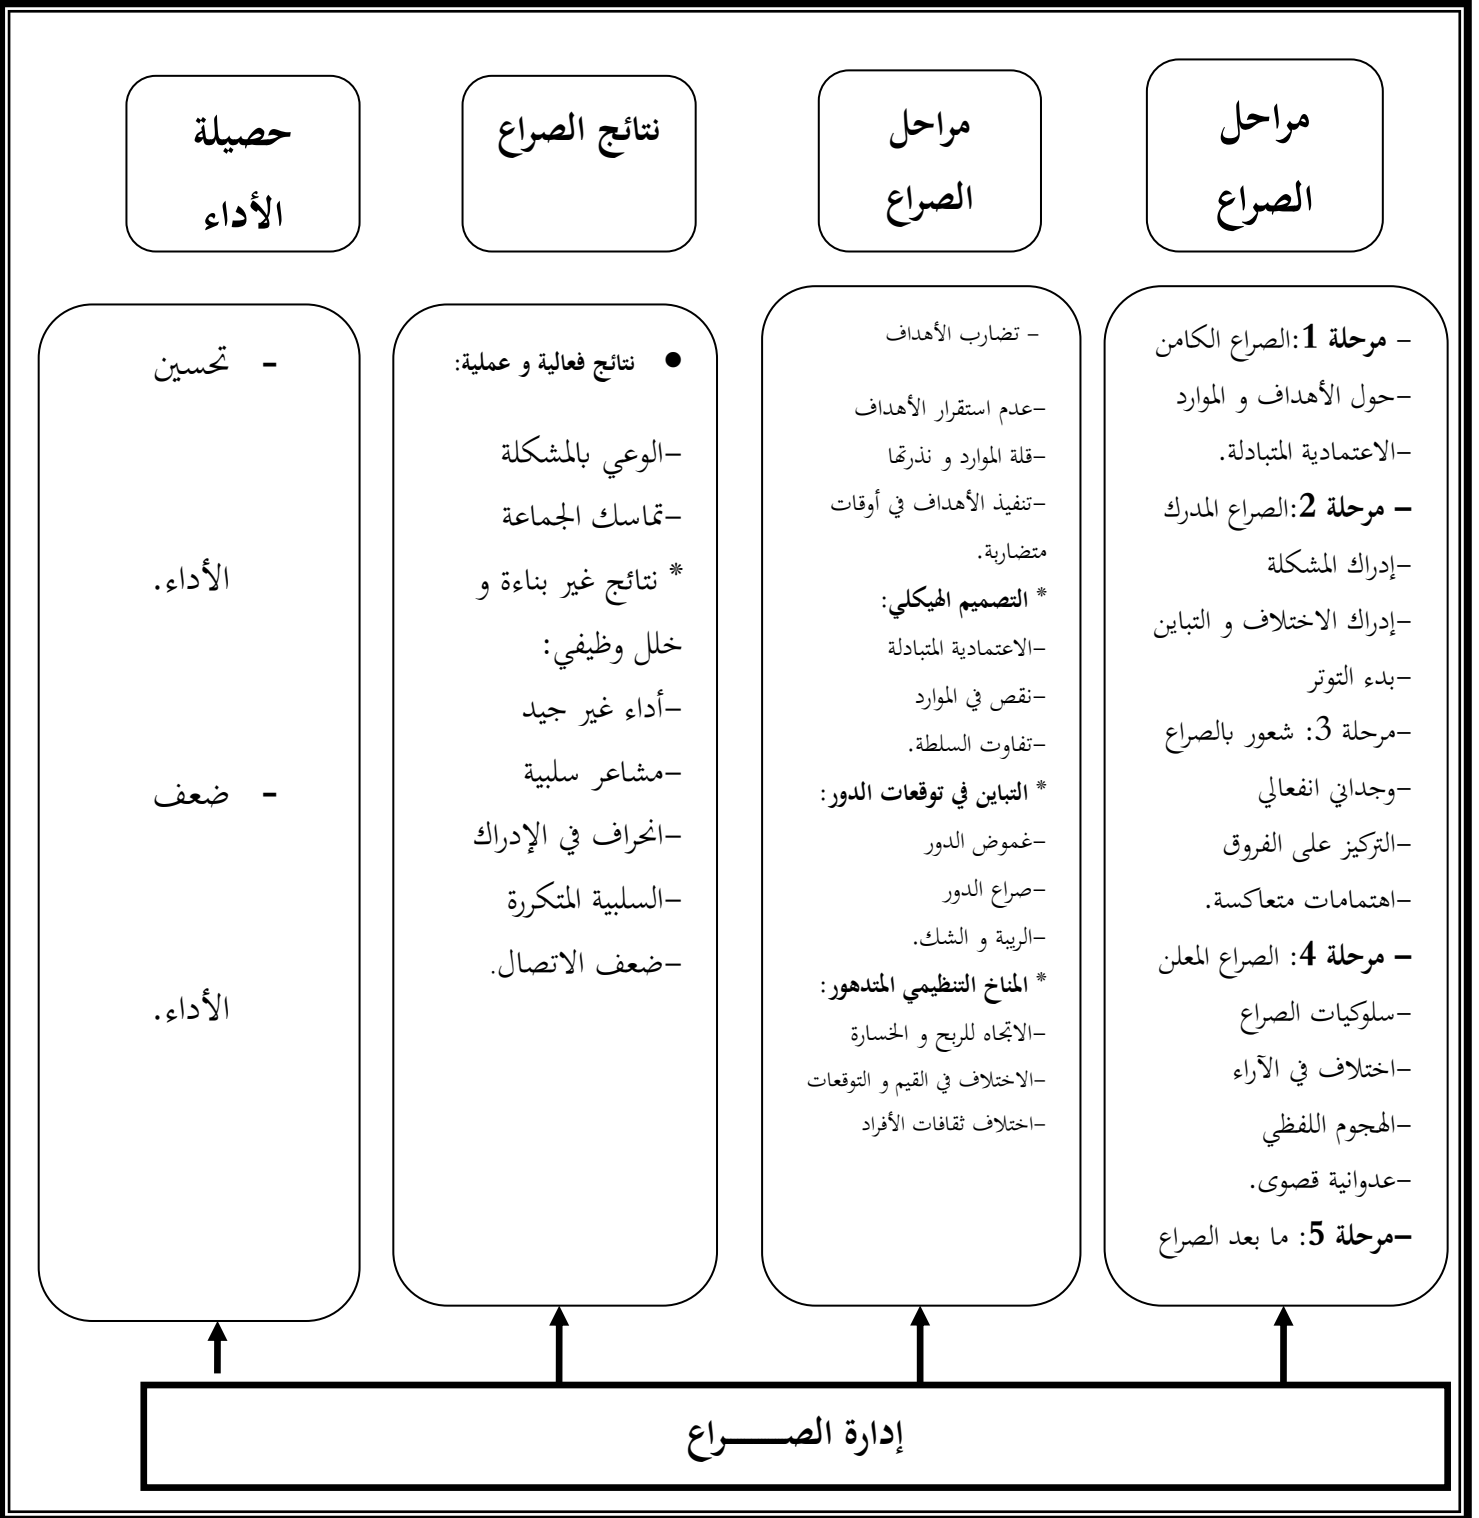 مراحل
الصراع
مراحل
الصراع
نتائج الصراع
حصيلة
الأداء
- مرحلة 1:الصراع الكامن
-حول الأهداف و الموارد
-الاعتمادية المتبادلة.
- مرحلة 2:الصراع المدرك
-إدراك المشكلة
-إدراك الاختلاف و التباين
-بدء التوتر
-مرحلة 3: شعور بالصراع
-وجداني انفعالي
-التركيز على الفروق
-اهتمامات متعاكسة.
- مرحلة 4: الصراع المعلن
-سلوكيات الصراع
-اختلاف في الآراء
-الهجوم اللفظي
-عدوانية قصوى.
-مرحلة 5: ما بعد الصراع
- تضارب الأهداف
-عدم استقرار الأهداف
-قلة الموارد و نذرتها
-تنفيذ الأهداف في أوقات
متضاربة.
* التصميم الهيكلي:
-الاعتمادية المتبادلة
-نقص في الموارد
-تفاوت السلطة.
* التباين في توقعات الدور:
-غموض الدور
-صراع الدور
-الريبة و الشك.
* المناخ التنظيمي المتدهور:
-الاتجاه للربح و الخسارة
-الاختلاف في القيم و التوقعات
-اختلاف ثقافات الأفراد
● نتائج فعالية و عملية:
-الوعي بالمشكلة
-تماسك الجماعة
* نتائج غير بناءة و
خلل وظيفي:
-أداء غير جيد
-مشاعر سلبية
-انحراف في الإدراك
-السلبية المتكررة
-ضعف الاتصال.
- تحسين
الأداء.
- ضعف
الأداء.
إدارة الصـــــراع